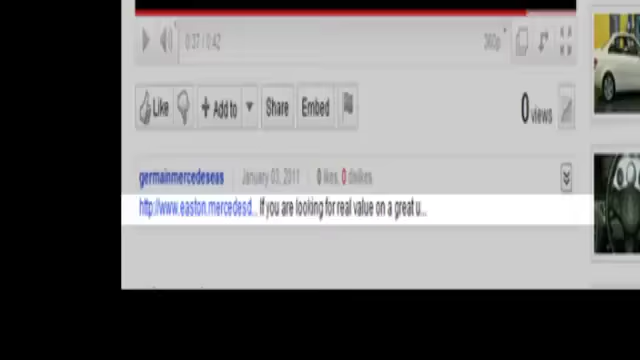 0:37 / 0:42 360p
Like Add to Share Embed 0 views
germainmercedeseas January 03, 2011 0 likes, 0 dislikes
http://www.easton.mercedesd... If you are looking for real value on a great u...